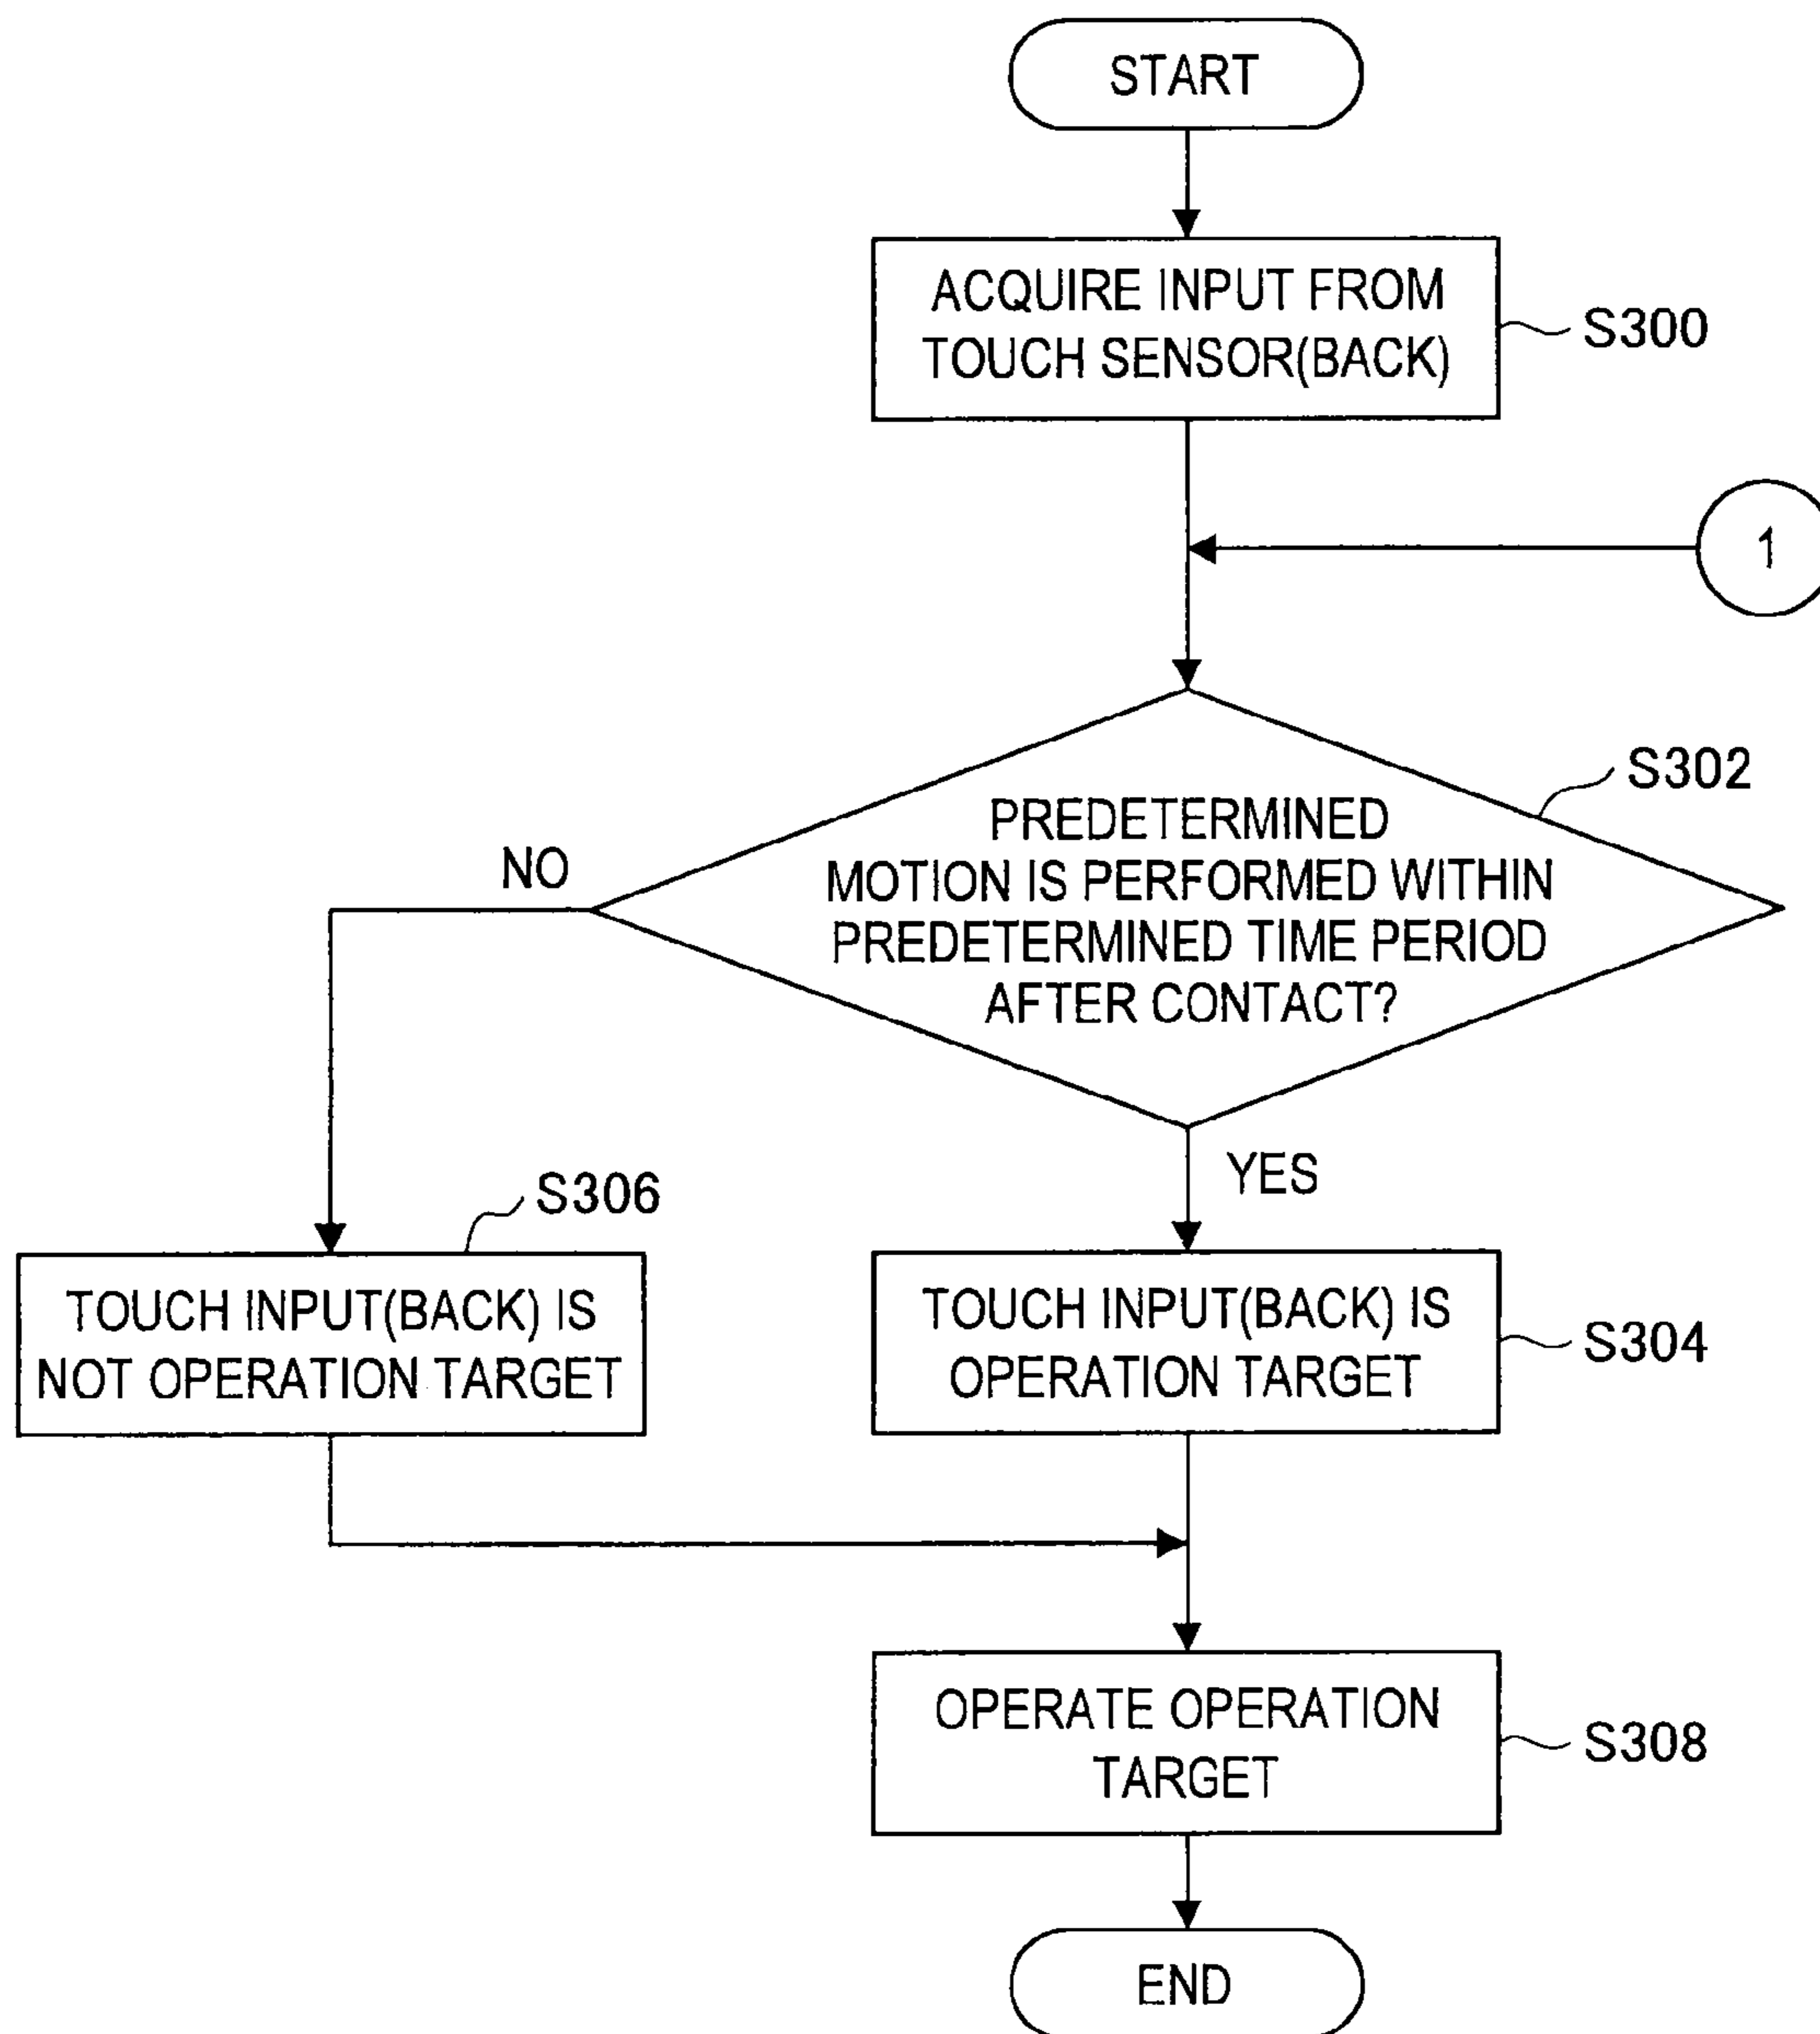 START
ACQUIRE INPUT FROM
TOUCH SENSOR(BACK)
S300
1
S302
PREDETERMINED
MOTION IS PERFORMED WITHIN
PREDETERMINED TIME PERIOD
AFTER CONTACT?
NO
YES
S306
TOUCH INPUT(BACK) IS
NOT OPERATION TARGET
TOUCH INPUT(BACK) IS
OPERATION TARGET
S304
OPERATE OPERATION
TARGET
S308
END